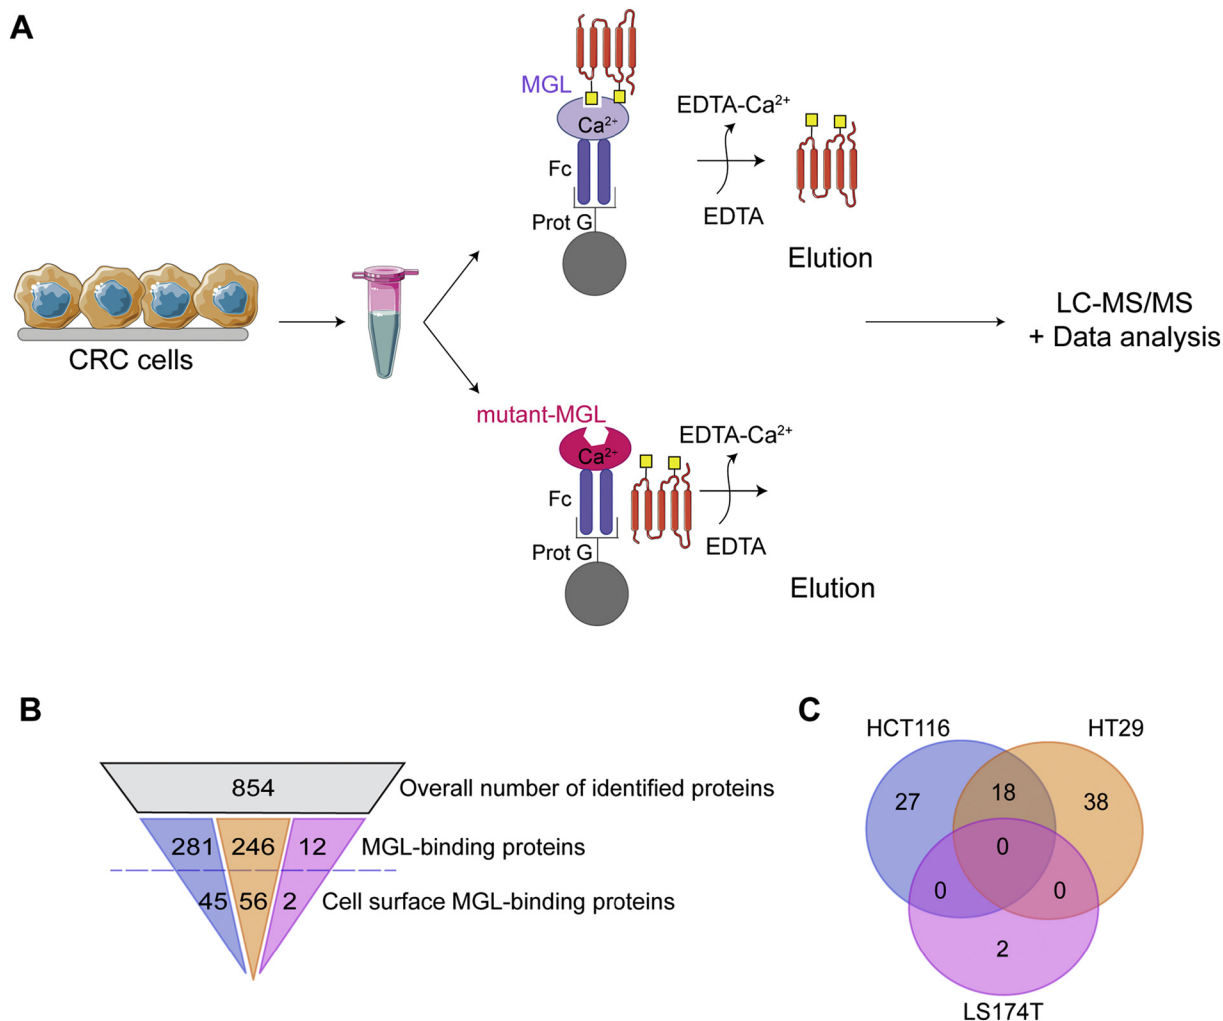 A
MGL
Ca2+
Fc
Prot G
EDTA-Ca2+
EDTA
Elution
CRC cells
LC-MS/MS
+ Data analysis
mutant-MGL
Ca2+
Fc
Prot G
EDTA-Ca2+
EDTA
Elution
B
854
Overall number of identified proteins
281 246 12 MGL-binding proteins
45 56 2 Cell surface MGL-binding proteins
C
HCT116 HT29
27 18 38
0
0 0
2
LS174T